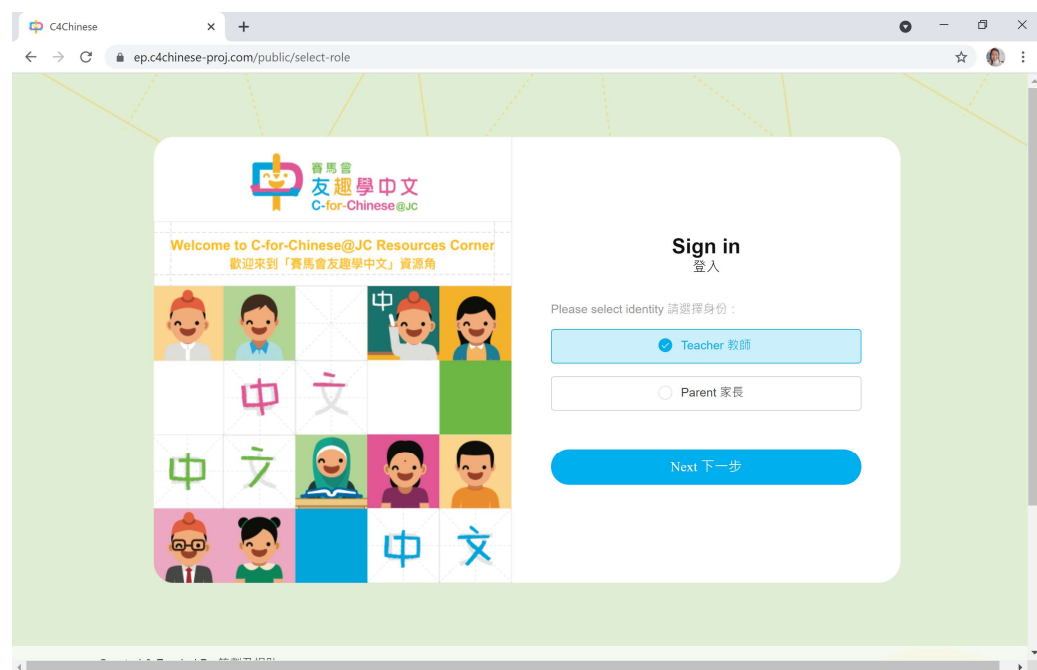 C4Chinese
ep.c4chinese-proj.com/public/select-role
賽馬會
友趣學中文
C-for-Chinese@JC
Welcome to C-for-Chinese@JC Resources Corner
歡迎來到「賽馬會友趣學中文」資源角
中
中文
中文
中文
Sign in
登入
Please select identity 請選擇身份：
Teacher 教師
Parent 家長
Next 下一步